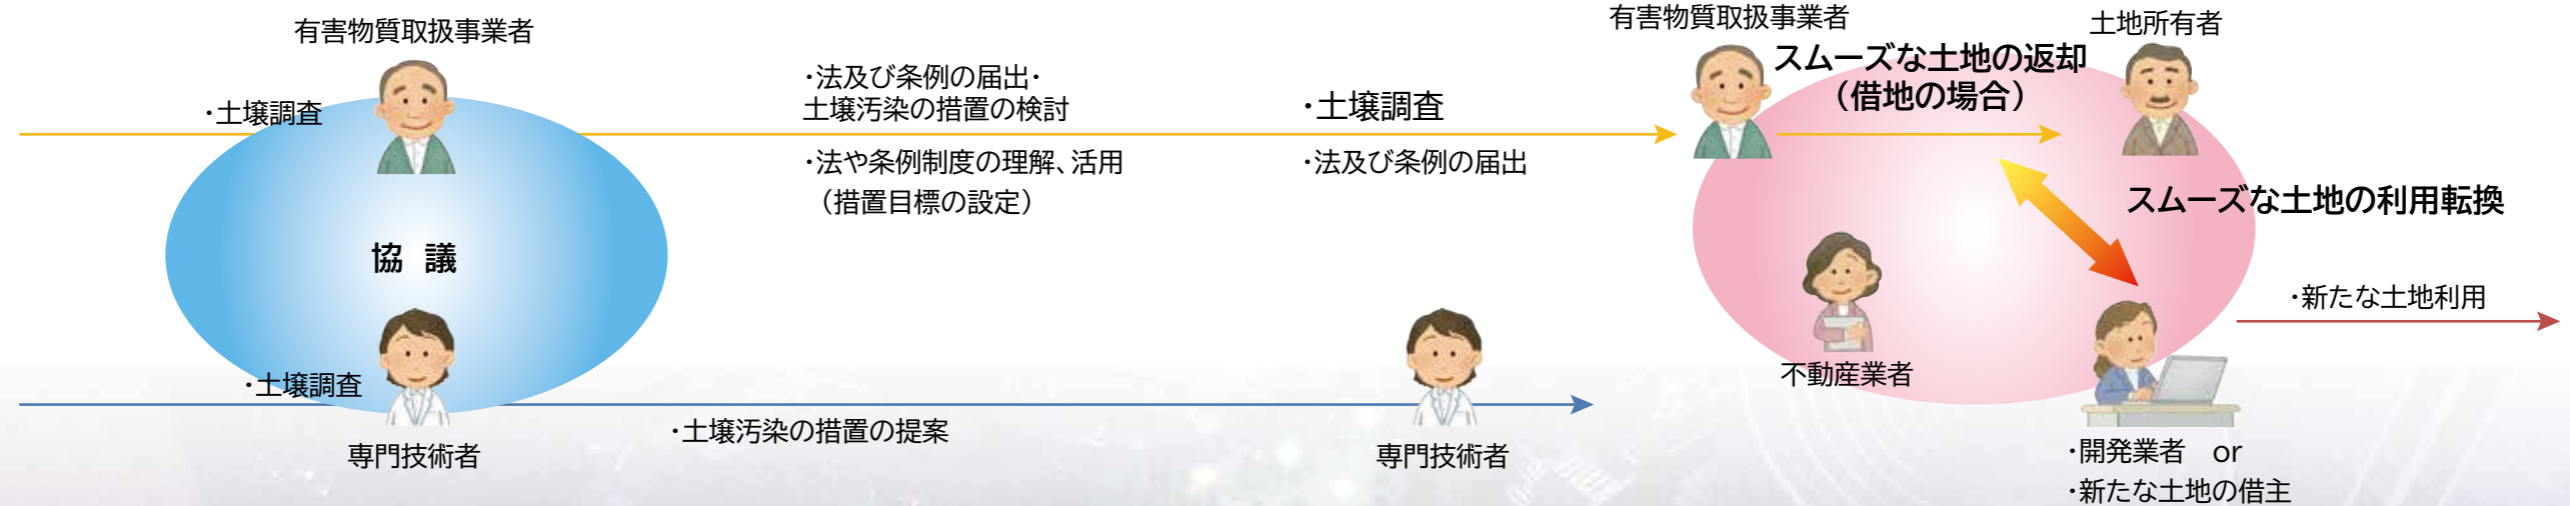 有害物質取扱事業者
・土壌調査
協 議
・土壌調査
専門技術者
・法及び条例の届出・
土壌汚染の措置の検討
・法や条例制度の理解、活用
（措置目標の設定）
・土壌汚染の措置の提案
・土壌調査
・法及び条例の届出
専門技術者
有害物質取扱事業者
スムーズな土地の返却
（借地の場合）
土地所有者
スムーズな土地の利用転換
不動産業者
・開発業者 or
・新たな土地の借主
・新たな土地利用